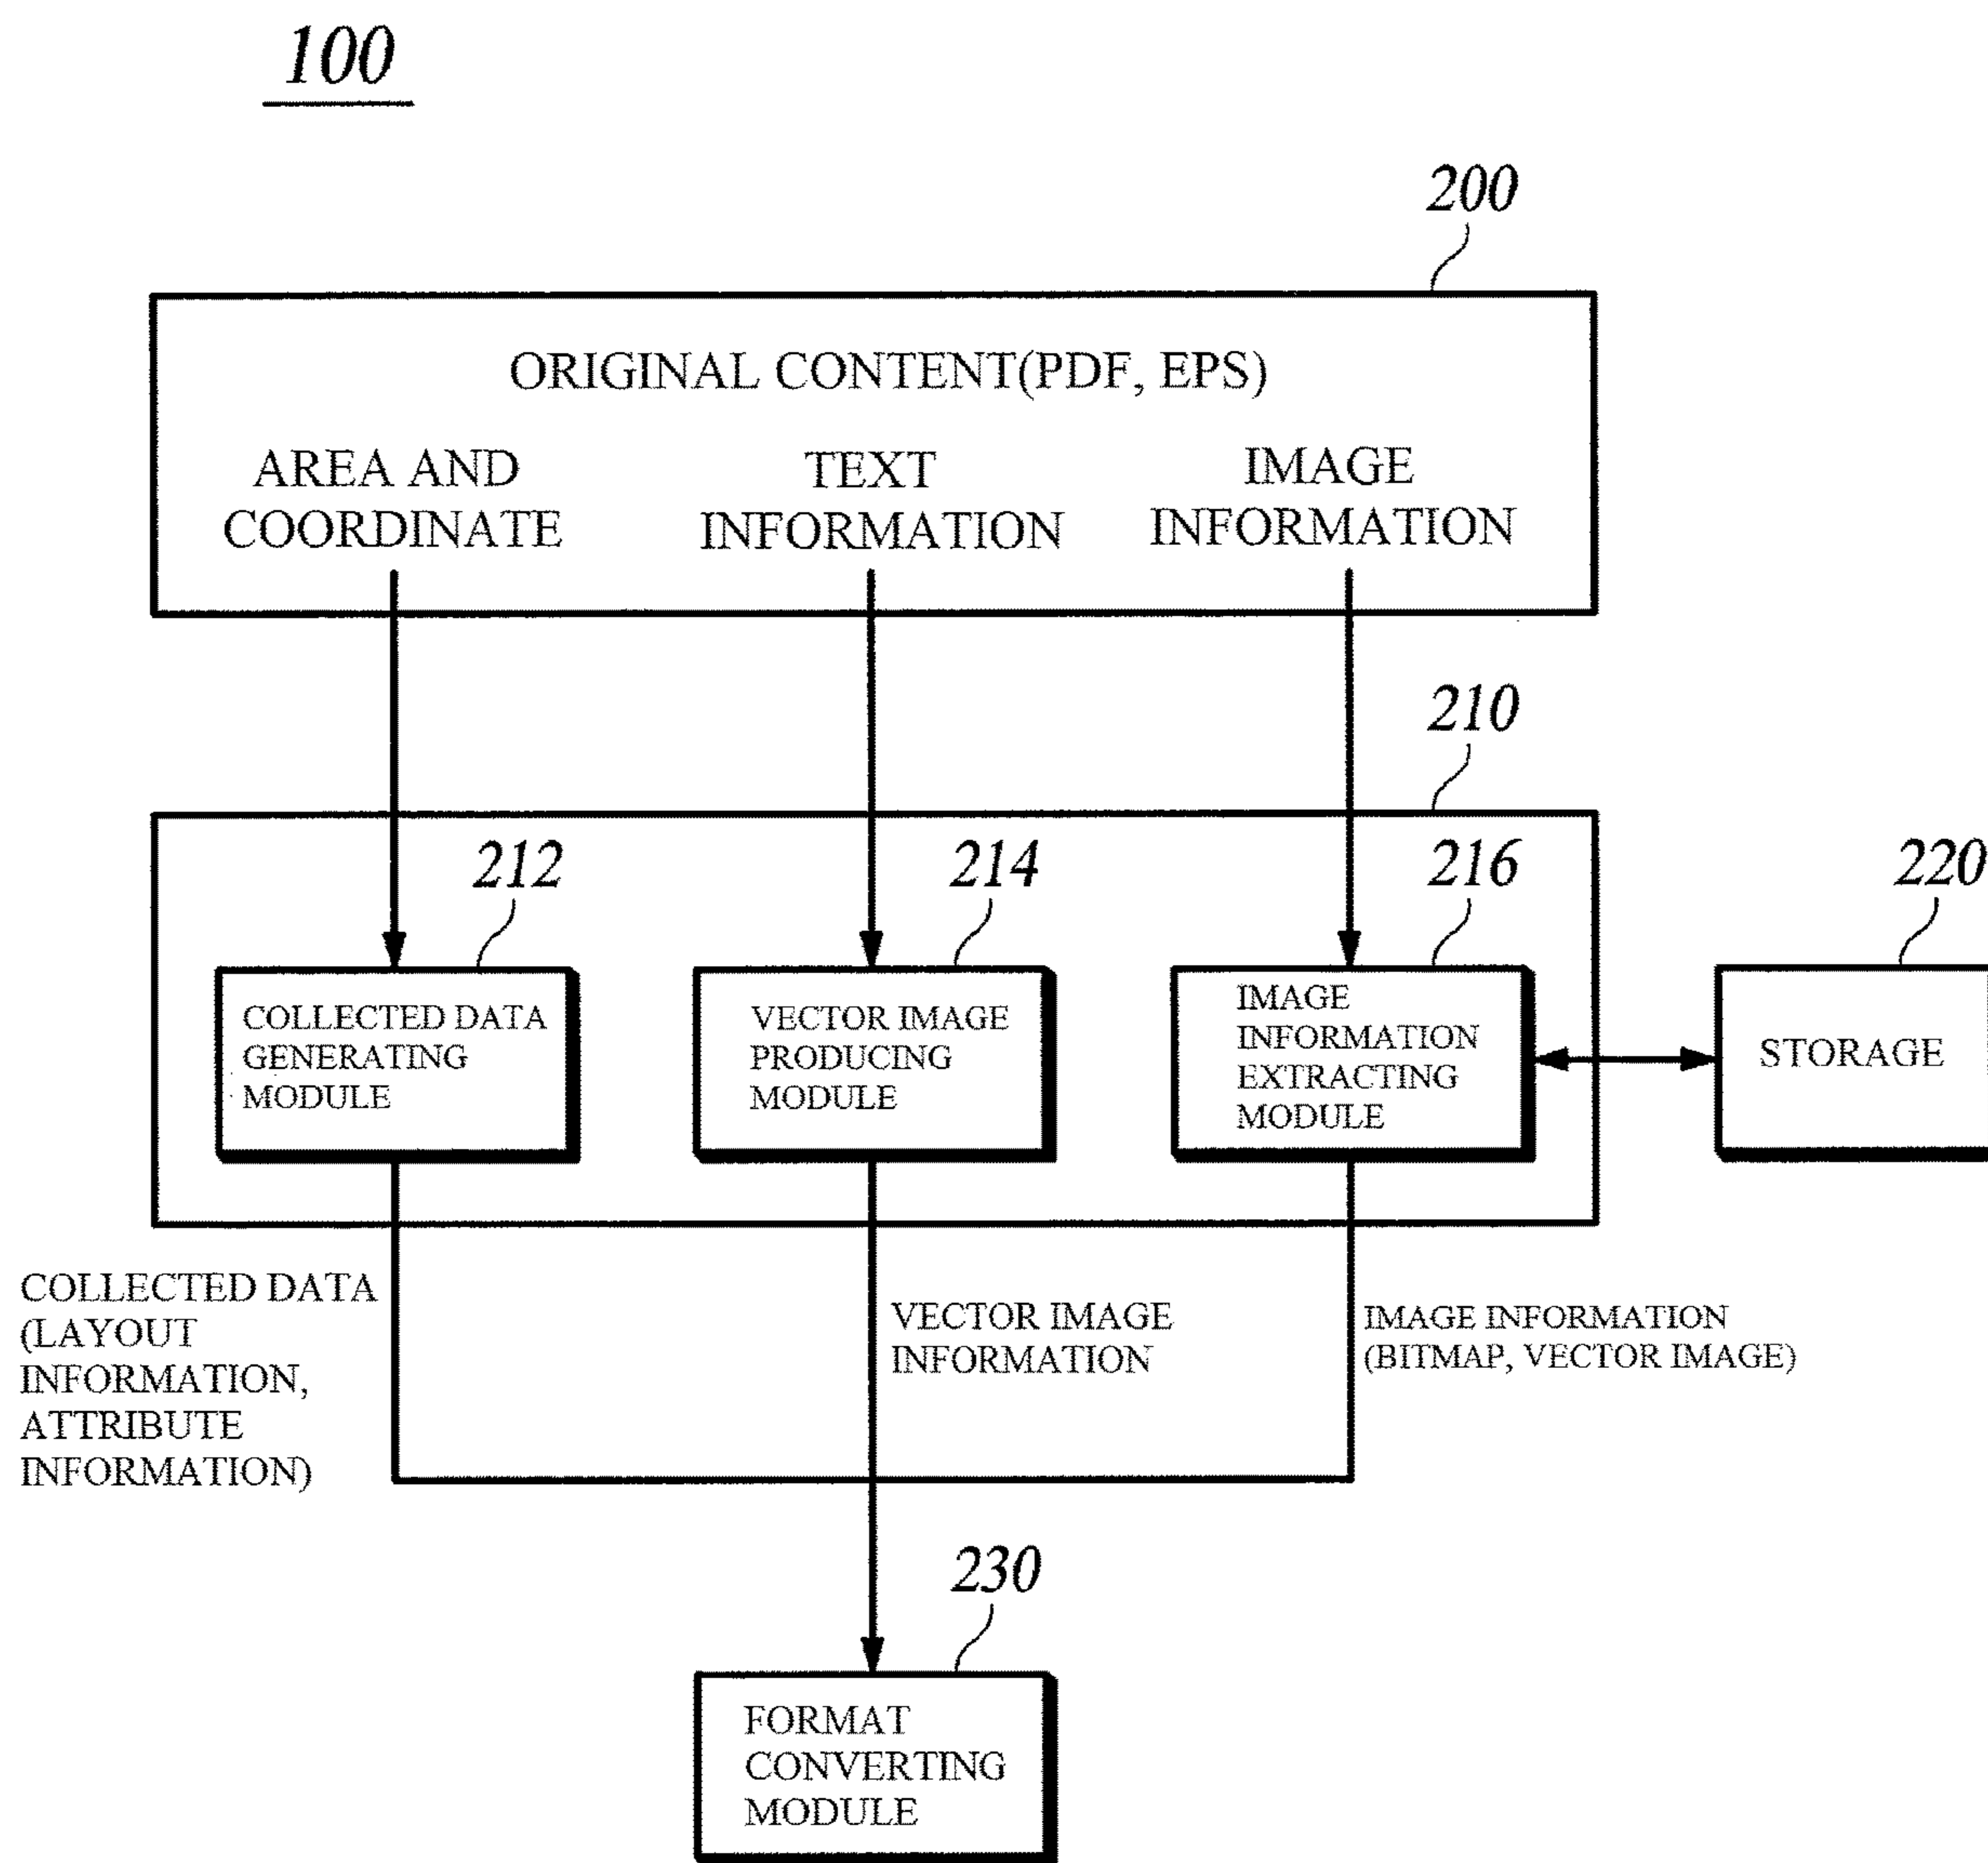 100
200
ORIGINAL CONTENT(PDF, EPS)
AREA AND
COORDINATE
TEXT
INFORMATION
IMAGE
INFORMATION
210
212
214
216
220
COLLECTED DATA
GENERATING
MODULE
VECTOR IMAGE
PRODUCING
MODULE
IMAGE
INFORMATION
EXTRACTING
MODULE
STORAGE
COLLECTED DATA
(LAYOUT
INFORMATION,
ATTRIBUTE
INFORMATION)
VECTOR IMAGE
INFORMATION
IMAGE INFORMATION
(BITMAP, VECTOR IMAGE)
230
FORMAT
CONVERTING
MODULE